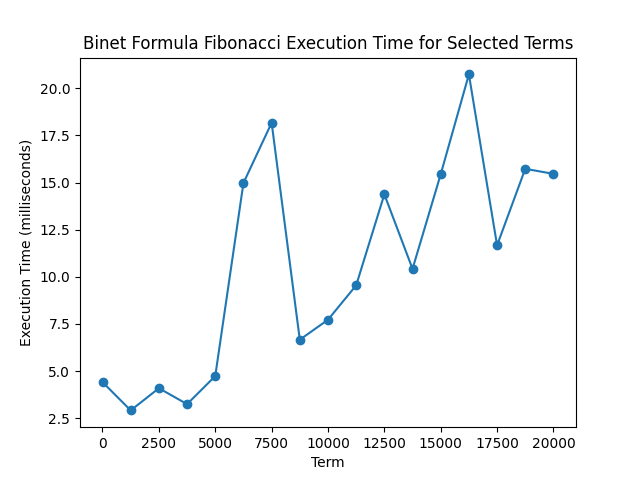 Binet Formula Fibonacci Execution Time for Selected Terms
Execution Time (milliseconds)
20.0
17.5
15.0
12.5
10.0
7.5
5.0
2.5
0 2500 5000 7500 10000 12500 15000 17500 20000
Term